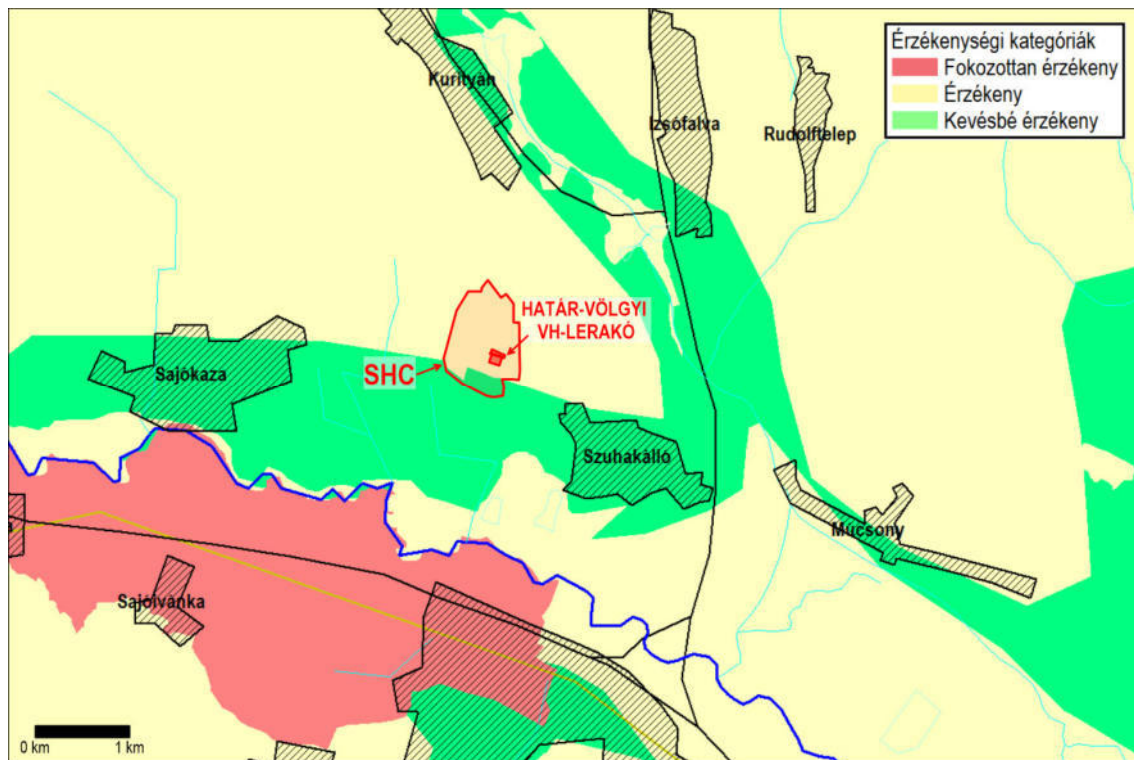 Érzékenységi kategóriák
Fokozottan érzékeny
Érzékeny
Kevésbé érzékeny
Kurityán
Izsófalva
Rudolftelep
HATÁR-VÖLGYI
VH-LERAKÓ
SHC
Sajókaza
Szuhakálló
Múcsony
Sajóivánka
a
0 km
1 km